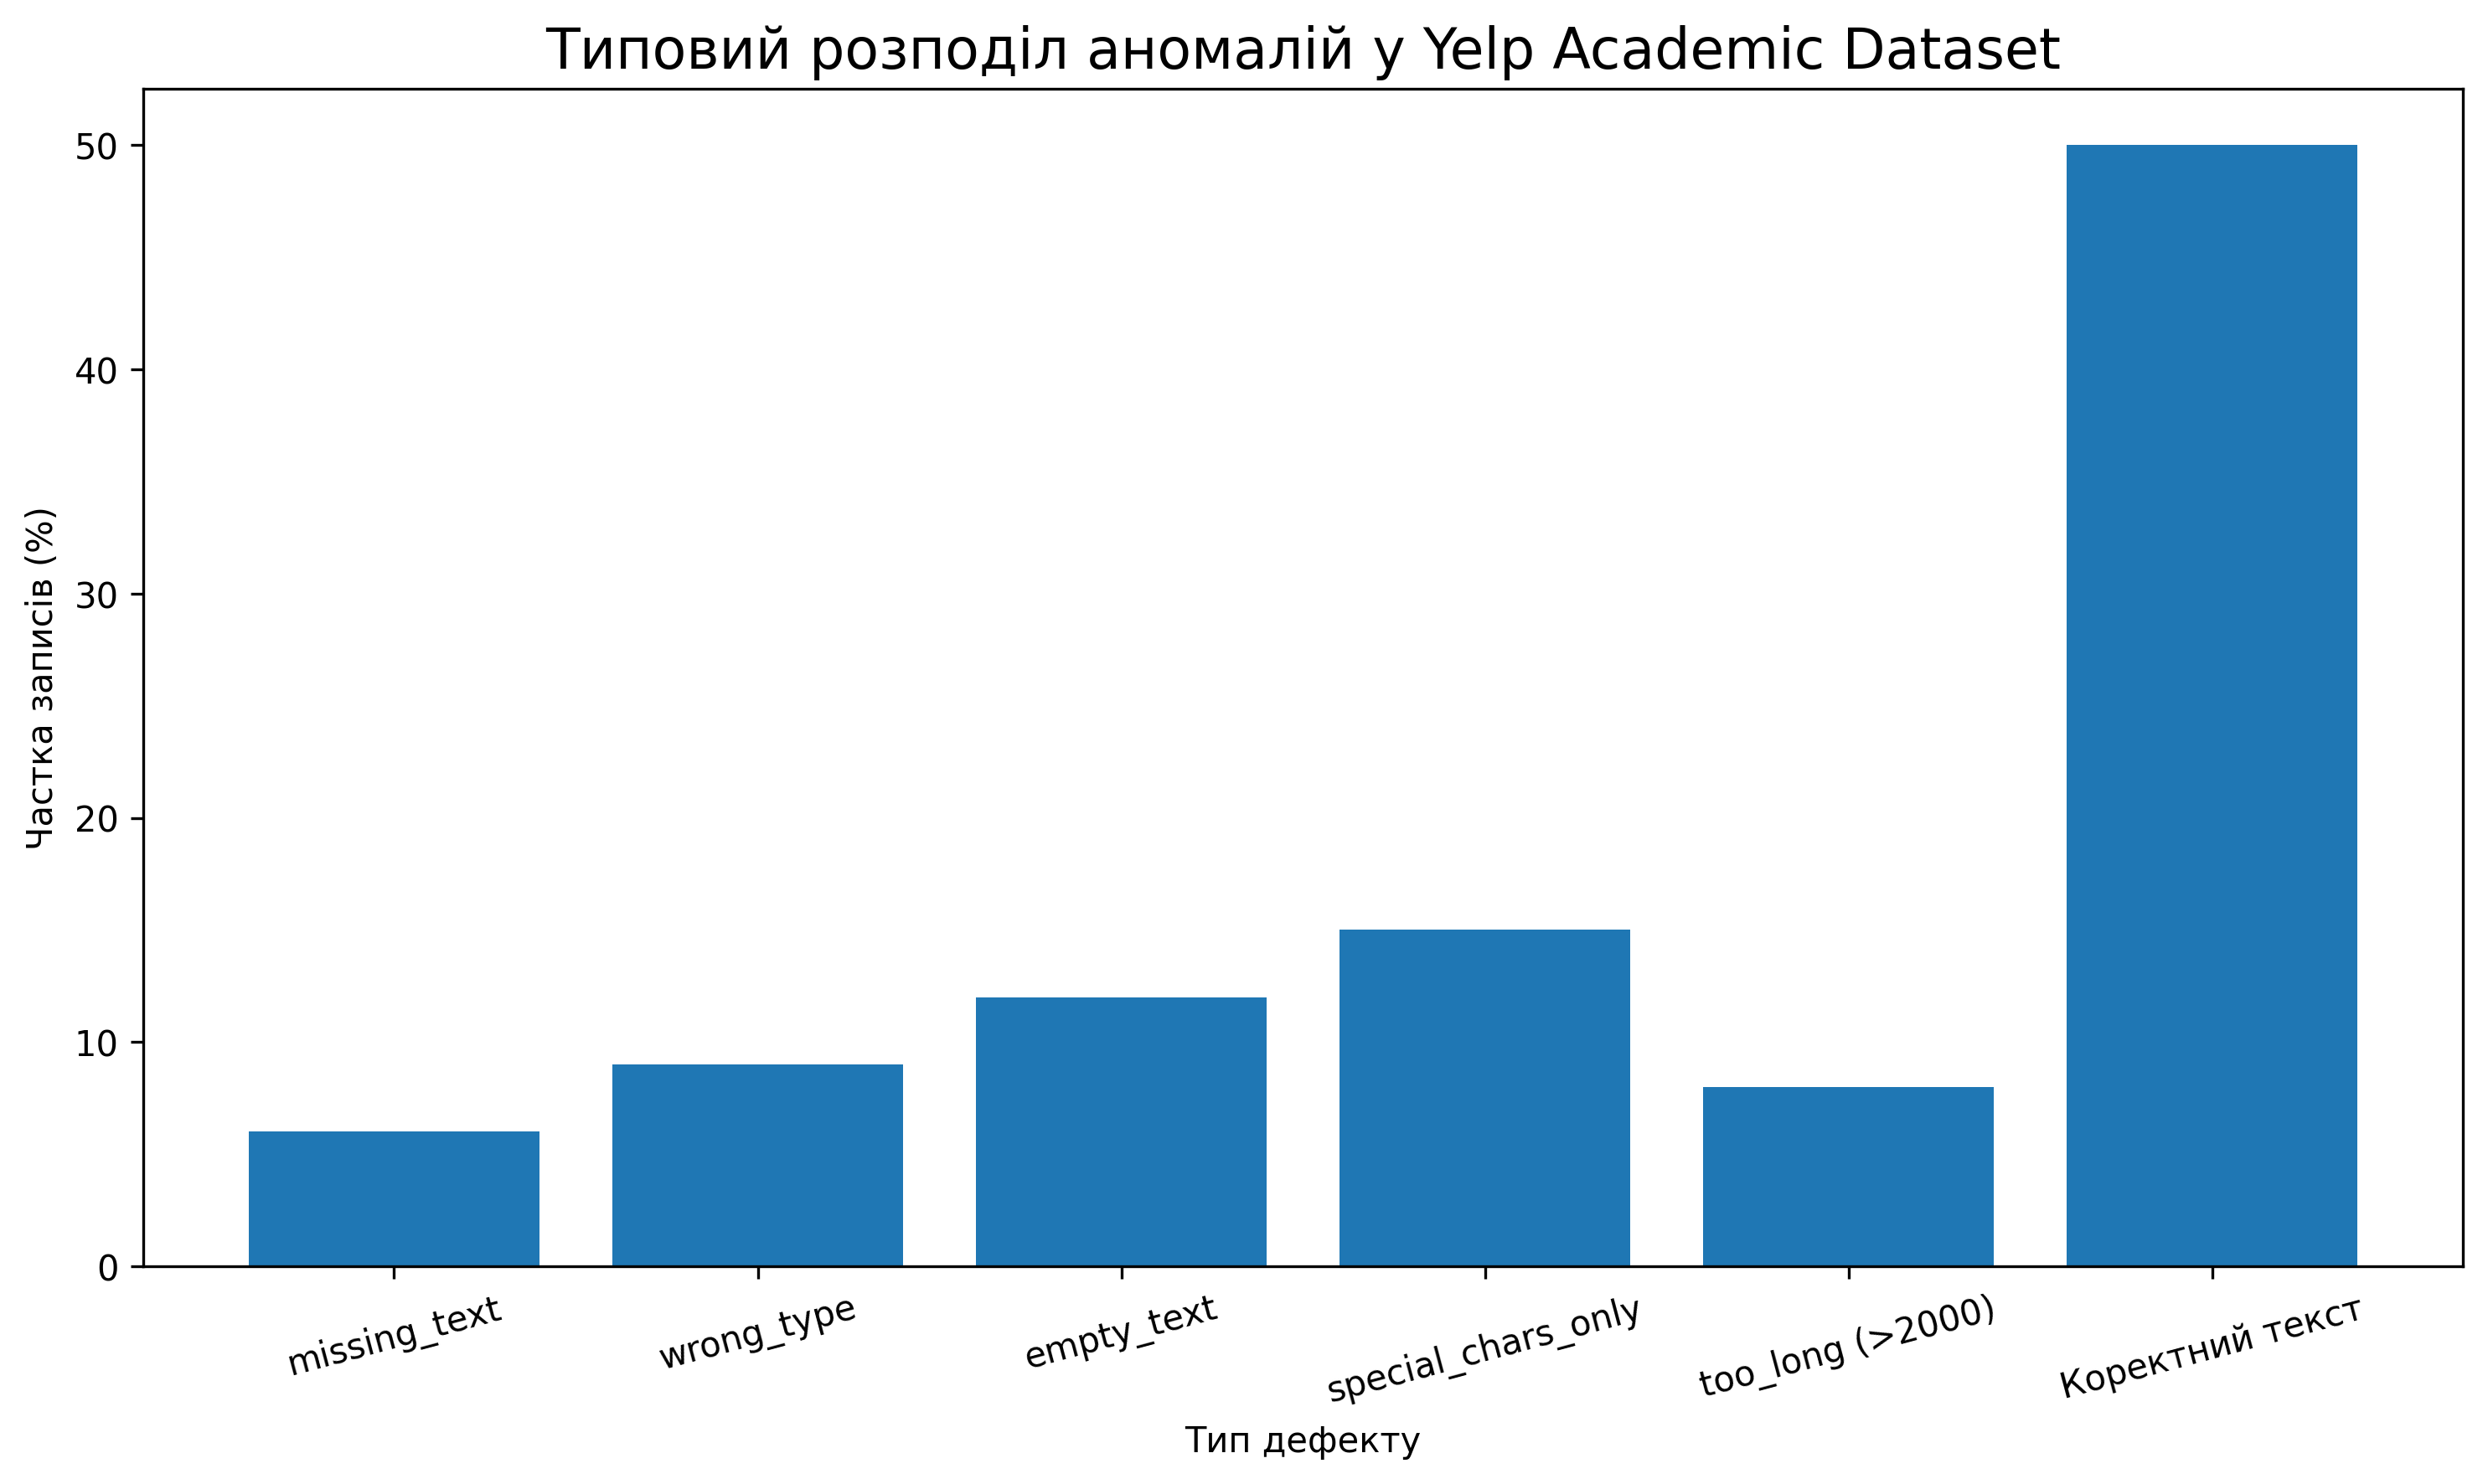 Типовий розподіл аномалій у Yelp Academic Dataset
Частка записів (%)
50
40
30
20
10
0
missing_text
wrong_type
empty_text
special_chars_only
too_long (>2000)
Коректний текст
Тип дефекту